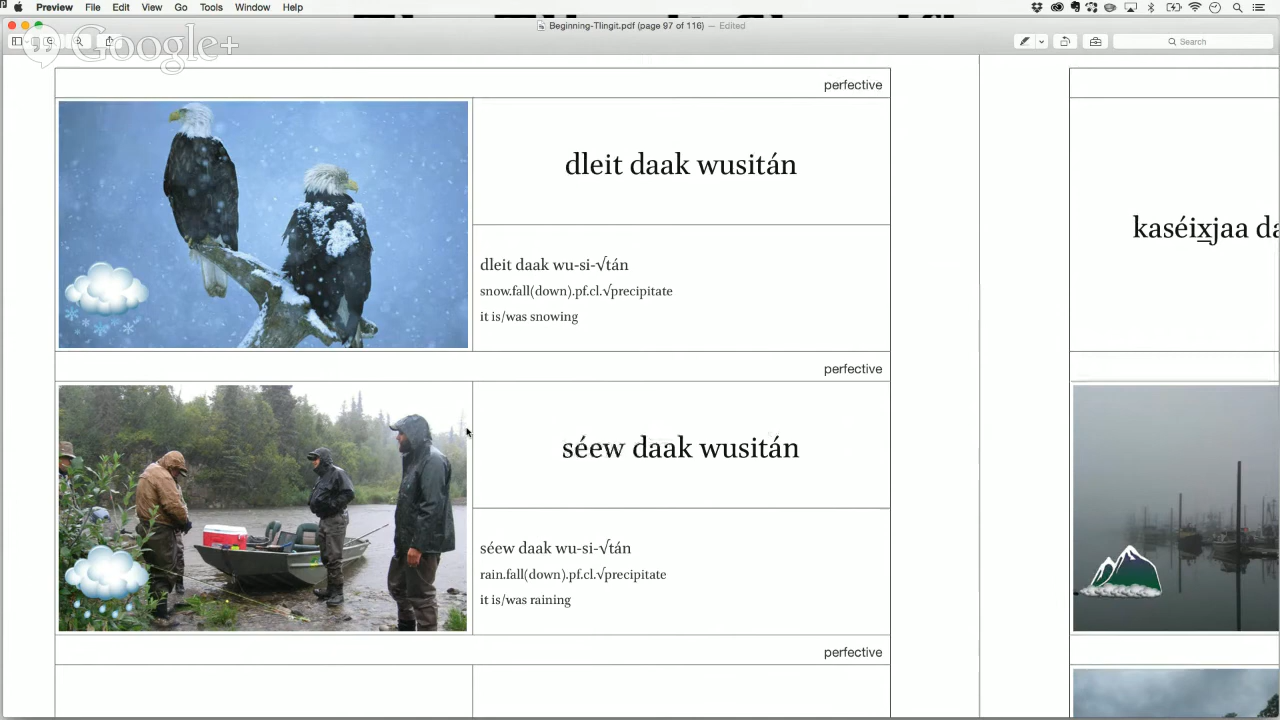 Preview File Edit View Go Tools Window Help
Beginning-Tlingit.pdf (page 97 of 116) — Edited
Google+
Search
perfective
dleit daak wusitán
dleit daak wu-si-√tán
snow.fall(down).pf.cl.√precipitate
it is/was snowing
perfective
séew daak wusitán
séew daak wu-si-√tán
rain.fall(down).pf.cl.√precipitate
it is/was raining
perfective
kaséix̲jaa da